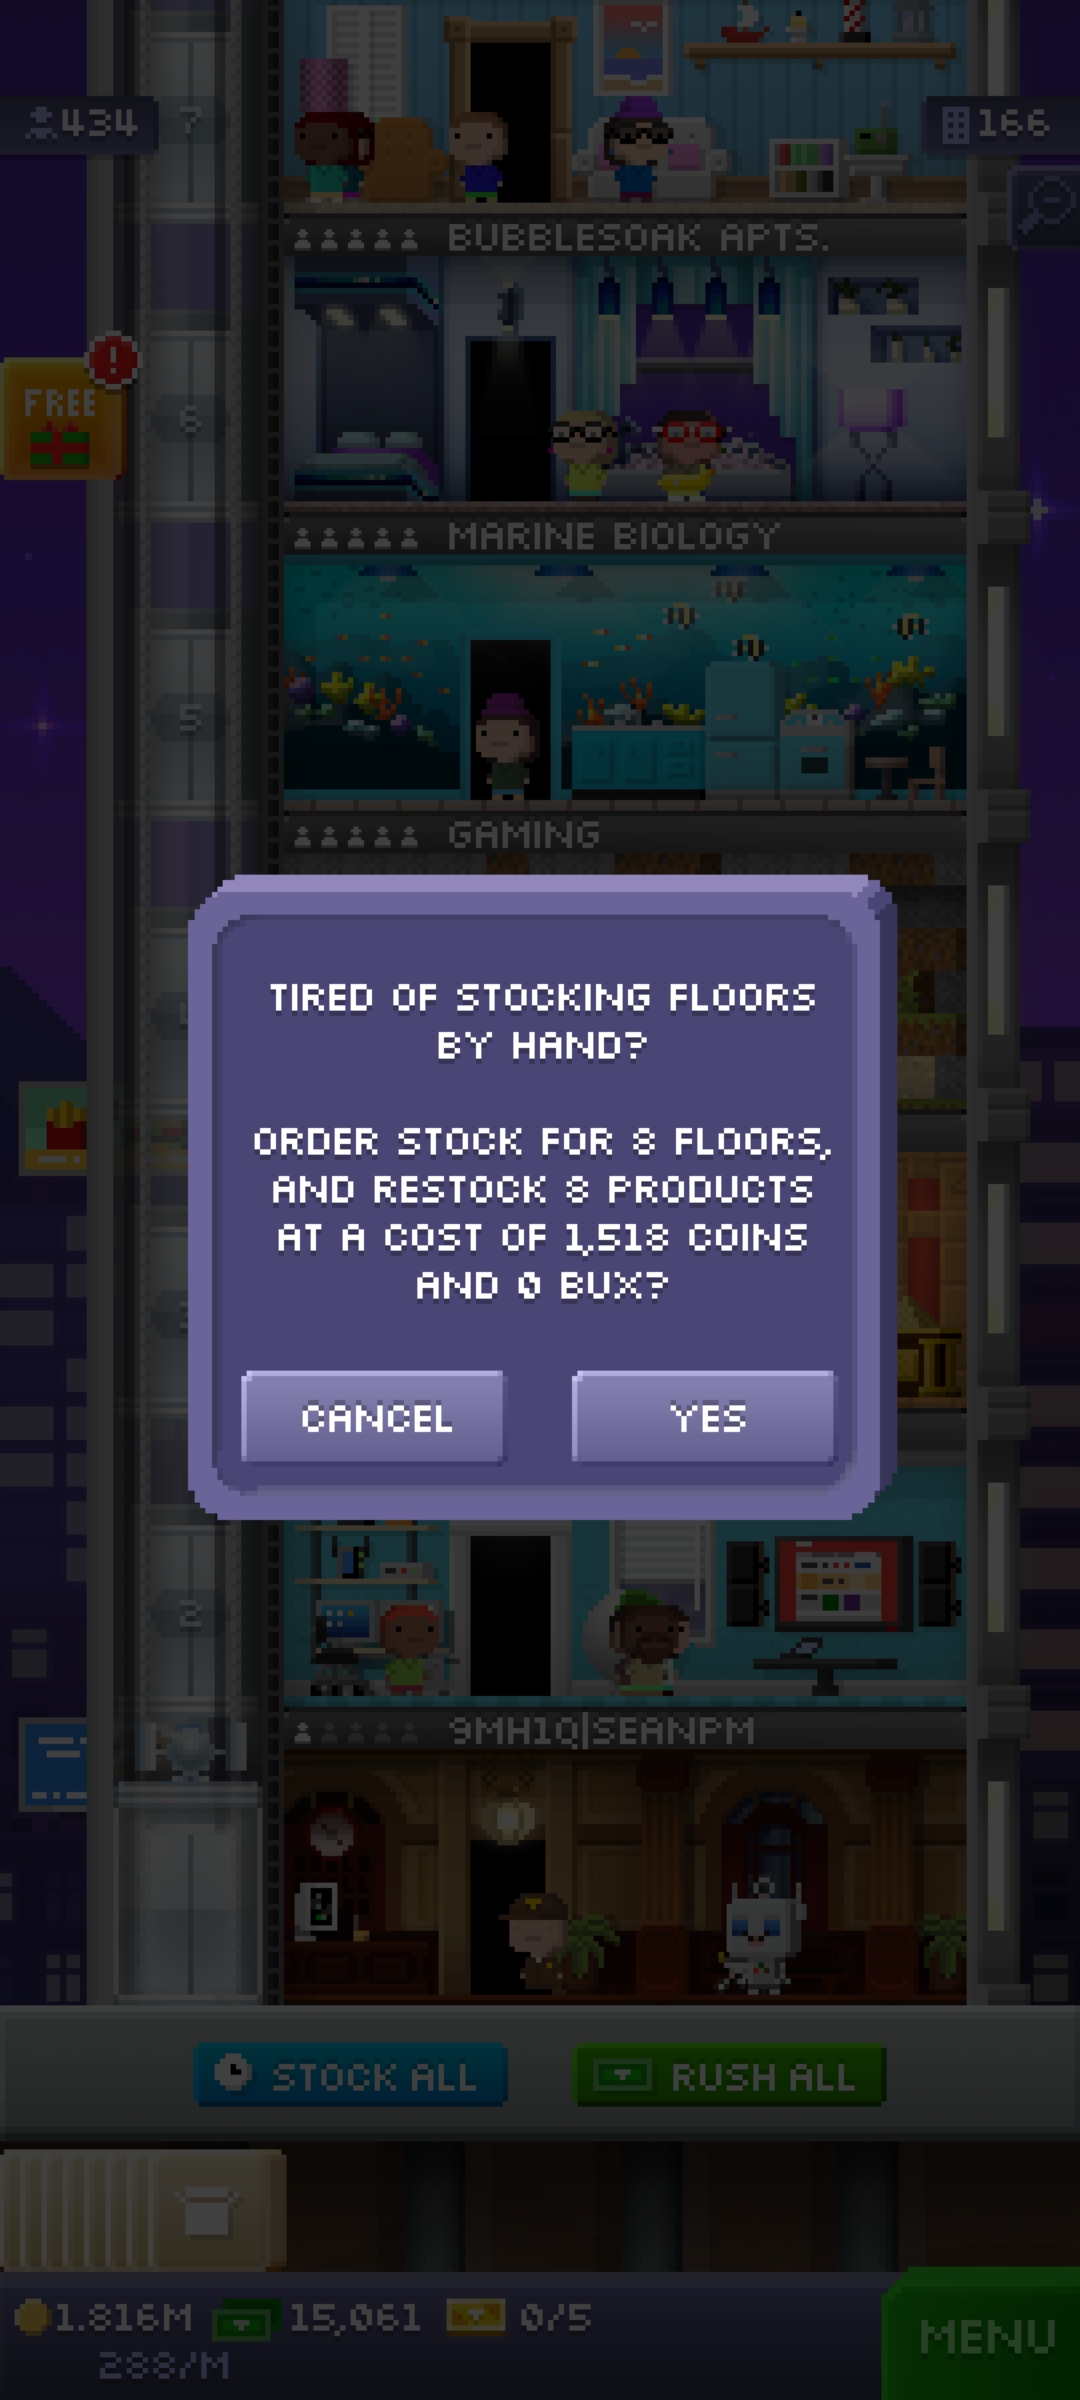 434
7
166
BUBBLESOAK APTS.
FREE
!
6
MARINE BIOLOGY
5
GAMING
TIRED OF STOCKING FLOORS
BY HAND?
ORDER STOCK FOR 8 FLOORS,
AND RESTOCK 8 PRODUCTS
AT A COST OF 1,518 COINS
AND 0 BUX?
CANCEL
YES
2
9MH1Q|SEANPM
STOCK ALL
RUSH ALL
1.816M
15,061
0/5
288/M
MENU